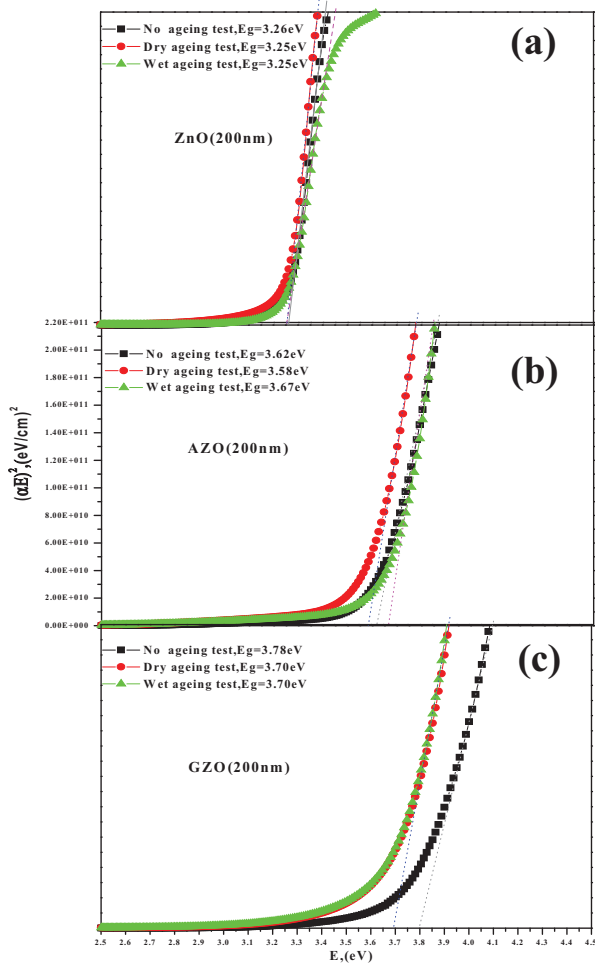 No ageing test,Eg=3.26eV
Dry ageing test,Eg=3.25eV
Wet ageing test,Eg=3.25eV
(a)
ZnO(200nm)
2.20E+011
2.00E+011
1.80E+011
1.60E+011
1.40E+011
1.20E+011
1.00E+011
8.00E+010
6.00E+010
4.00E+010
2.00E+010
0.00E+000
(αE)²,(eV/cm)²
No ageing test,Eg=3.62eV
Dry ageing test,Eg=3.58eV
Wet ageing test,Eg=3.67eV
(b)
AZO(200nm)
No ageing test,Eg=3.78eV
Dry ageing test,Eg=3.70eV
Wet ageing test,Eg=3.70eV
(c)
GZO(200nm)
2.5 2.6 2.7 2.8 2.9 3.0 3.1 3.2 3.3 3.4 3.5 3.6 3.7 3.8 3.9 4.0 4.1 4.2 4.3 4.4 4.5
E,(eV)